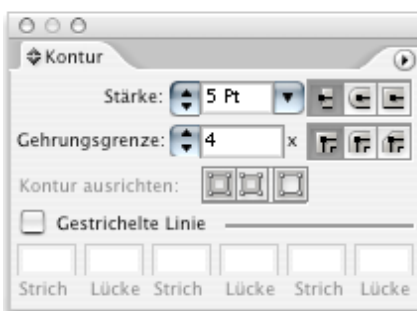 Kontur
Stärke: 5 Pt
Gehrungsgrenze: 4 x
Kontur ausrichten:
Gestrichelte Linie
Strich Lücke Strich Lücke Strich Lücke